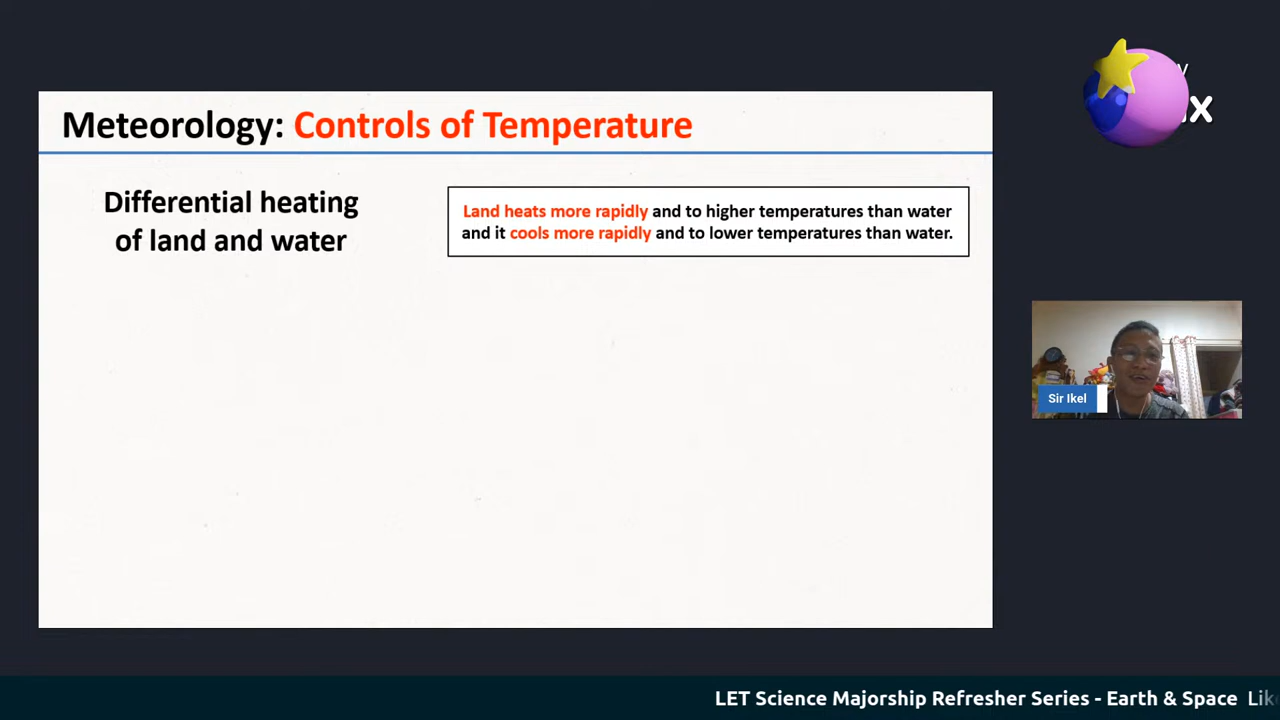 Meteorology: Controls of Temperature
Differential heating
of land and water
Land heats more rapidly and to higher temperatures than water
and it cools more rapidly and to lower temperatures than water.
Sir Ikel
LET Science Majorship Refresher Series - Earth & Space